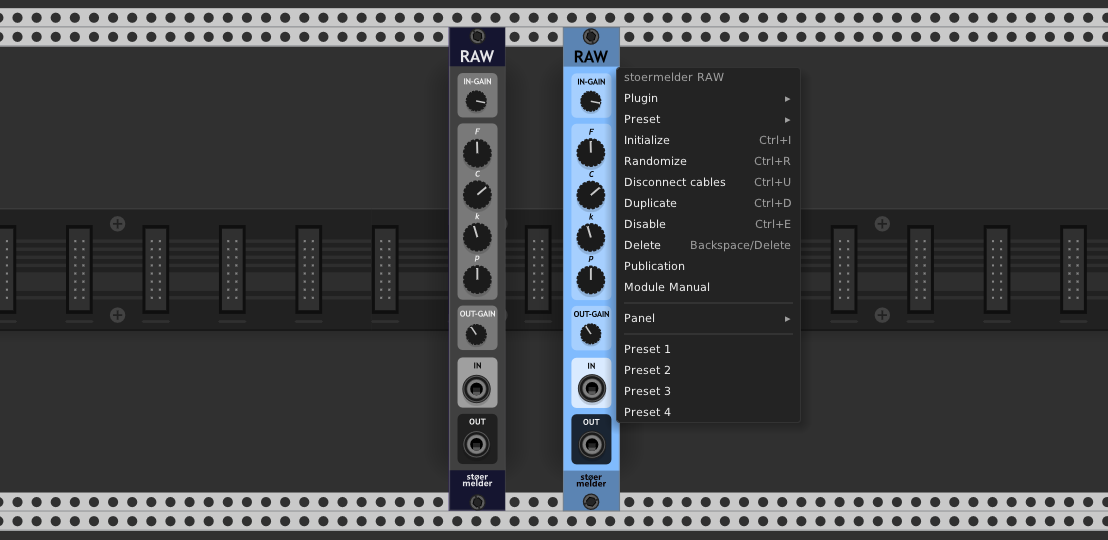 RAW
IN-GAIN
F
C
k
P
OUT-GAIN
IN
OUT
støer
melder
RAW
IN-GAIN
F
C
k
P
OUT-GAIN
IN
OUT
støer
melder
stoermelder RAW
Plugin ▸
Preset ▸
Initialize Ctrl+I
Randomize Ctrl+R
Disconnect cables Ctrl+U
Duplicate Ctrl+D
Disable Ctrl+E
Delete Backspace/Delete
Publication
Module Manual
Panel ▸
Preset 1
Preset 2
Preset 3
Preset 4